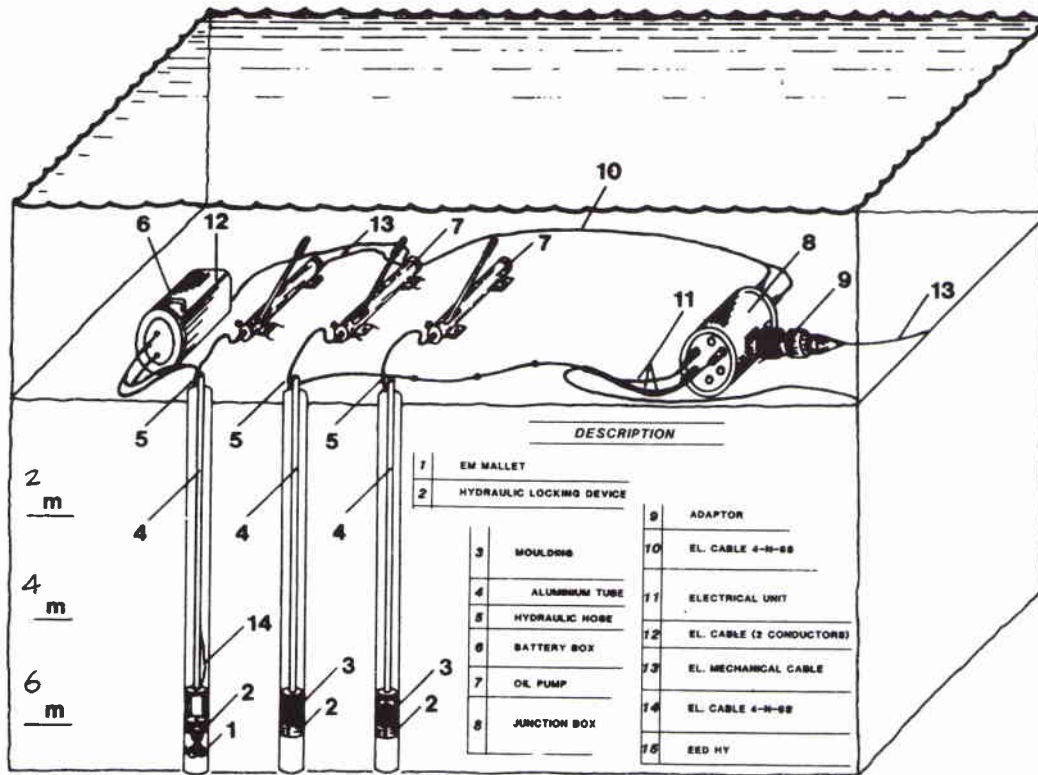 10
6 12
13 7
7
8
9
13
11
5 5 5
DESCRIPTION
1 EM MALLET
2 HYDRAULIC LOCKING DEVICE
3 MOULDING
4 ALUMINIUM TUBE
5 HYDRAULIC HOSE
6 BATTERY BOX
7 OIL PUMP
8 JUNCTION BOX
9 ADAPTOR
10 EL. CABLE 4-H-68
11 ELECTRICAL UNIT
12 EL. CABLE (2 CONDUCTORS)
13 EL. MECHANICAL CABLE
14 EL. CABLE 4-H-68
15 EED HY
2
m
4 4 4
4
m
14
6
m
3 3
2 2 2
1